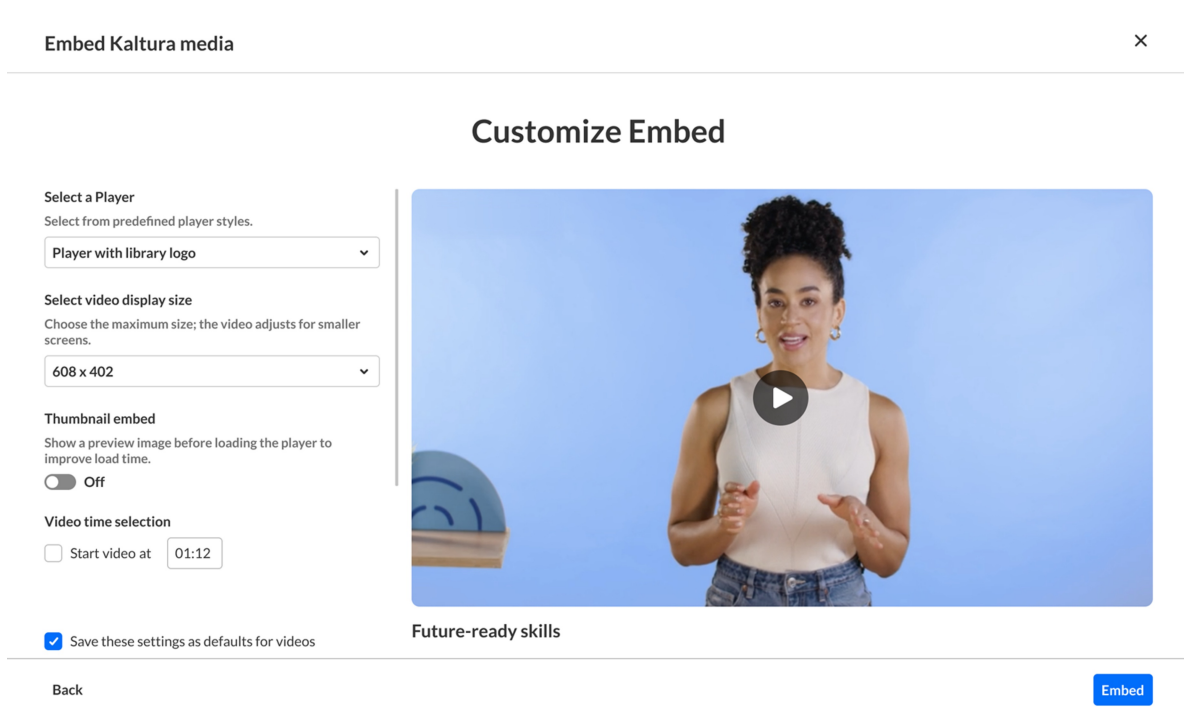 Embed Kaltura media
Customize Embed
Select a Player
Select from predefined player styles.
Player with library logo
Select video display size
Choose the maximum size; the video adjusts for smaller
screens.
608 x 402
Thumbnail embed
Show a preview image before loading the player to
improve load time.
Off
Video time selection
Start video at 01:12
Save these settings as defaults for videos
Future-ready skills
Back
Embed